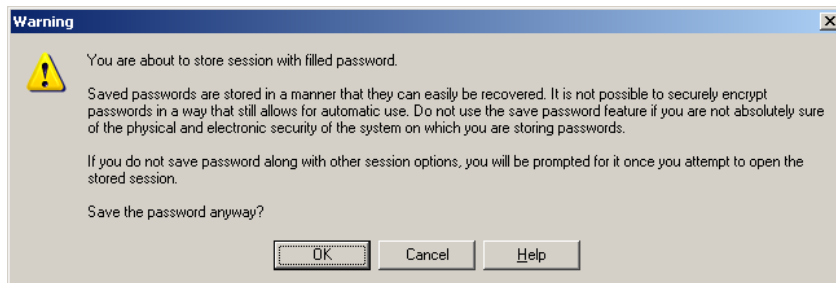 Warning
You are about to store session with filled password.
Saved passwords are stored in a manner that they can easily be recovered. It is not possible to securely encrypt
passwords in a way that still allows for automatic use. Do not use the save password feature if you are not absolutely sure
of the physical and electronic security of the system on which you are storing passwords.
If you do not save password along with other session options, you will be prompted for it once you attempt to open the
stored session.
Save the password anyway?
OK Cancel Help